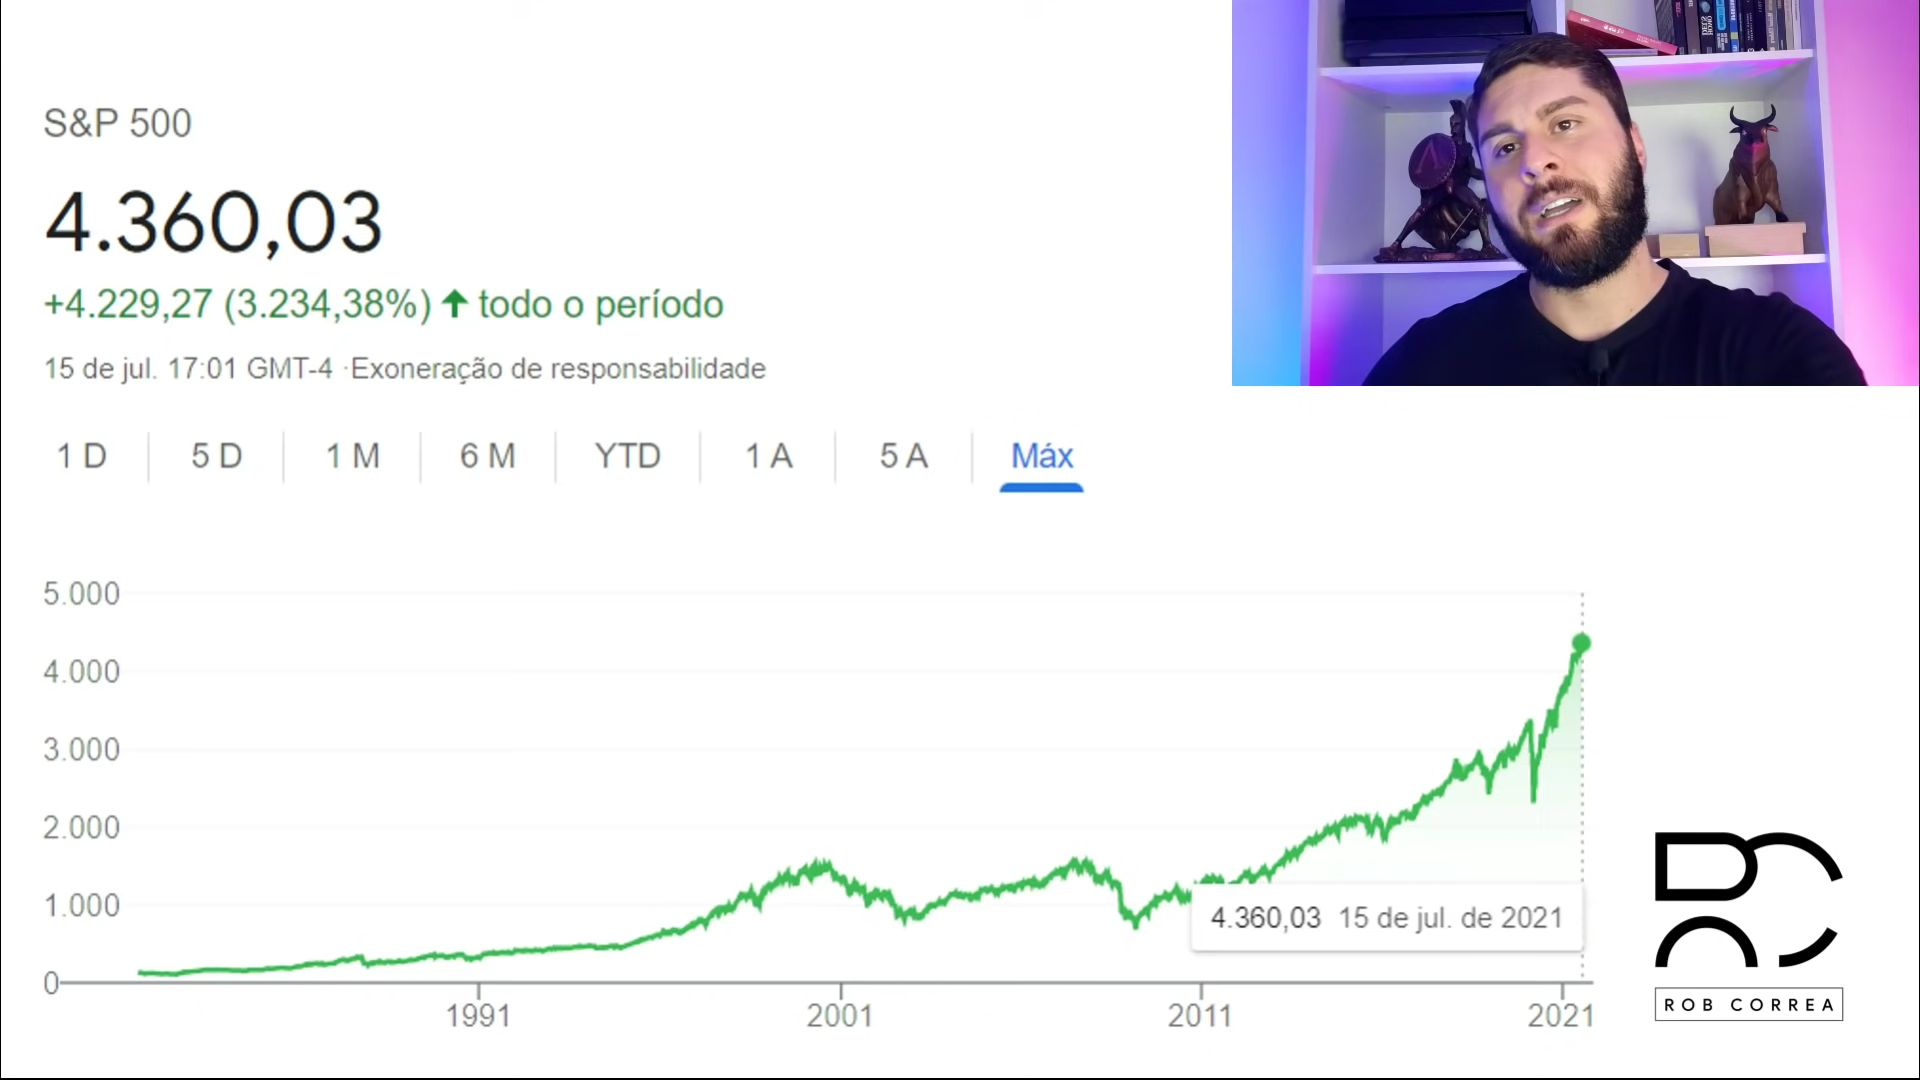 S&P 500
4.360,03
+4.229,27 (3.234,38%) ↑ todo o período
15 de jul. 17:01 GMT-4 ·Exoneração de responsabilidade
1 D 5 D 1 M 6 M YTD 1 A 5 A Máx
5.000
4.000
3.000
2.000
1.000
0
4.360,03 15 de jul. de 2021
1991 2001 2011 2021
ROB CORREA